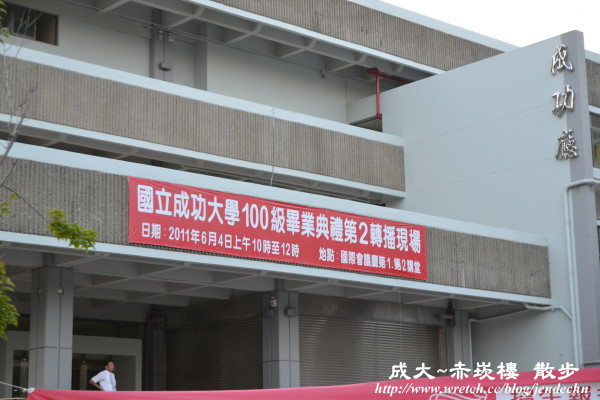 成功廳
國立成功大學100級畢業典禮第2轉播現場
日期：2011年6月4日上午10時至12時 地點：國際會議廳第1.第2講堂
成大~赤崁樓 散步
http://www.wretch.cc/blog/jendechn